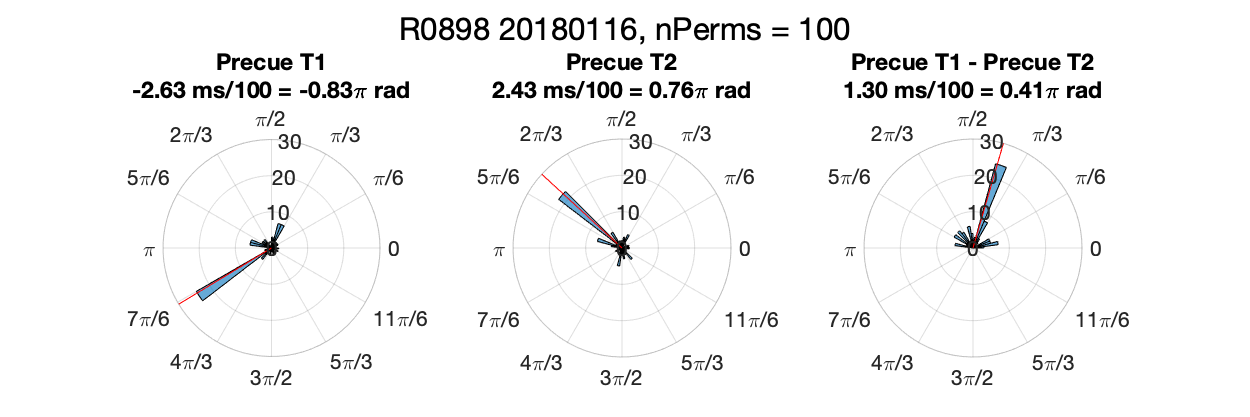 R0898 20180116, nPerms = 100
Precue T1
-2.63 ms/100 = -0.83π rad
π/2
2π/3
π/3
5π/6
π/6
π
0
7π/6
11π/6
4π/3
5π/3
3π/2
30
20
10
Precue T2
2.43 ms/100 = 0.76π rad
π/2
2π/3
π/3
5π/6
π/6
π
0
7π/6
11π/6
4π/3
5π/3
3π/2
30
20
10
Precue T1 - Precue T2
1.30 ms/100 = 0.41π rad
π/2
2π/3
π/3
5π/6
π/6
π
0
7π/6
11π/6
4π/3
5π/3
3π/2
30
20
10
0